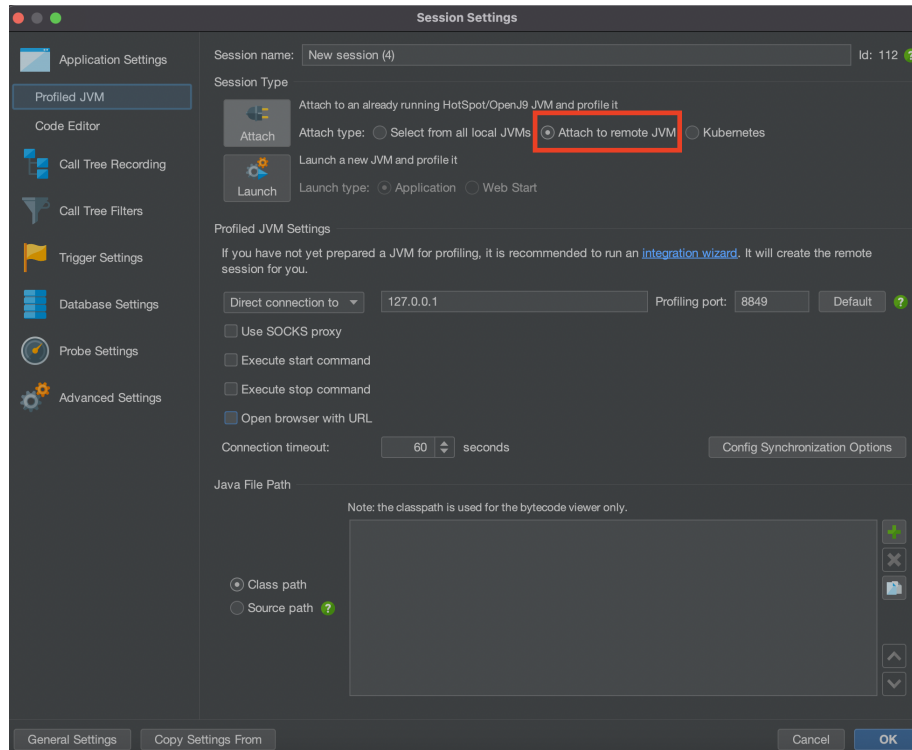 Session Settings
Application Settings
Profiled JVM
Code Editor
Call Tree Recording
Call Tree Filters
Trigger Settings
Database Settings
Probe Settings
Advanced Settings
Session name: New session (4) Id: 112 ?
Session Type
Attach to an already running HotSpot/OpenJ9 JVM and profile it
Attach
Attach type: Select from all local JVMs Attach to remote JVM Kubernetes
Launch a new JVM and profile it
Launch
Launch type: Application Web Start
Profiled JVM Settings
If you have not yet prepared a JVM for profiling, it is recommended to run an integration wizard. It will create the remote
session for you.
Direct connection to 127.0.0.1 Profiling port: 8849 Default ?
Use SOCKS proxy
Execute start command
Execute stop command
Open browser with URL
Connection timeout: 60 seconds Config Synchronization Options
Java File Path
Note: the classpath is used for the bytecode viewer only.
Class path
Source path ?
General Settings Copy Settings From Cancel OK